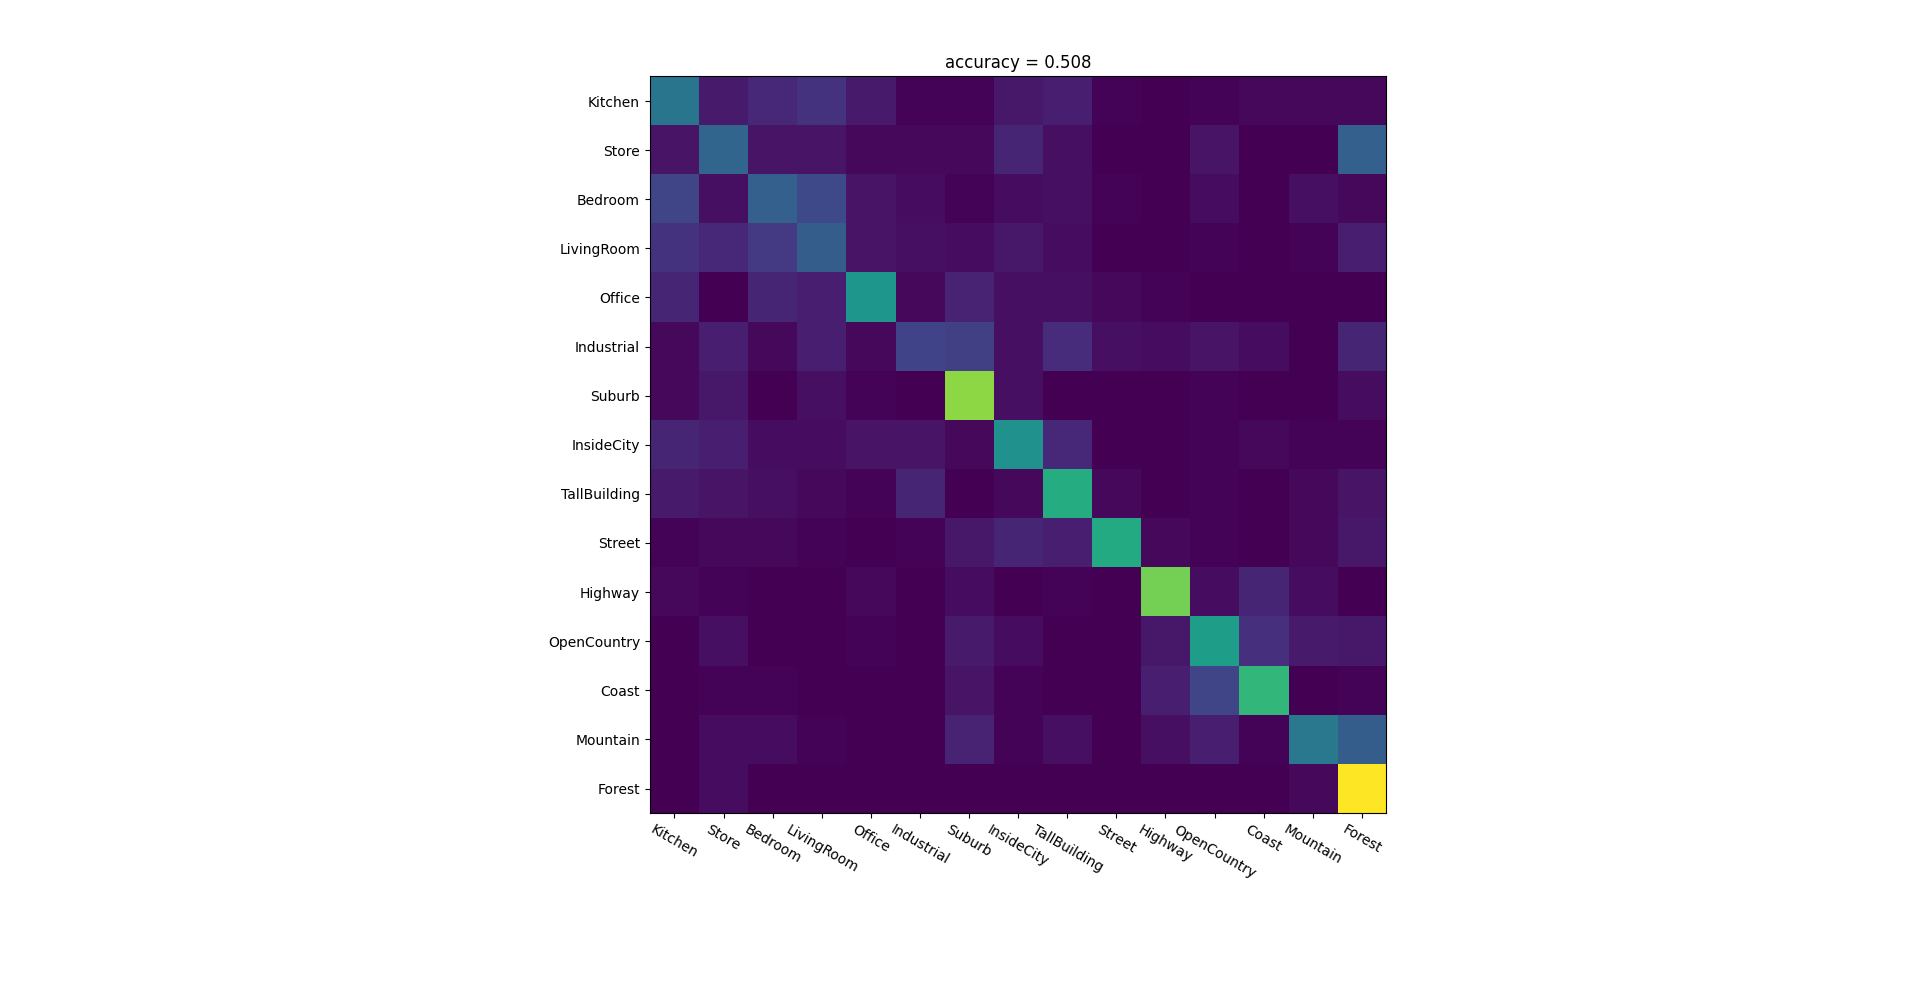 accuracy = 0.508
Kitchen
Store
Bedroom
LivingRoom
Office
Industrial
Suburb
InsideCity
TallBuilding
Street
Highway
OpenCountry
Coast
Mountain
Forest
Kitchen
Store
Bedroom
LivingRoom
Office
Industrial
Suburb
InsideCity
TallBuilding
Street
Highway
OpenCountry
Coast
Mountain
Forest